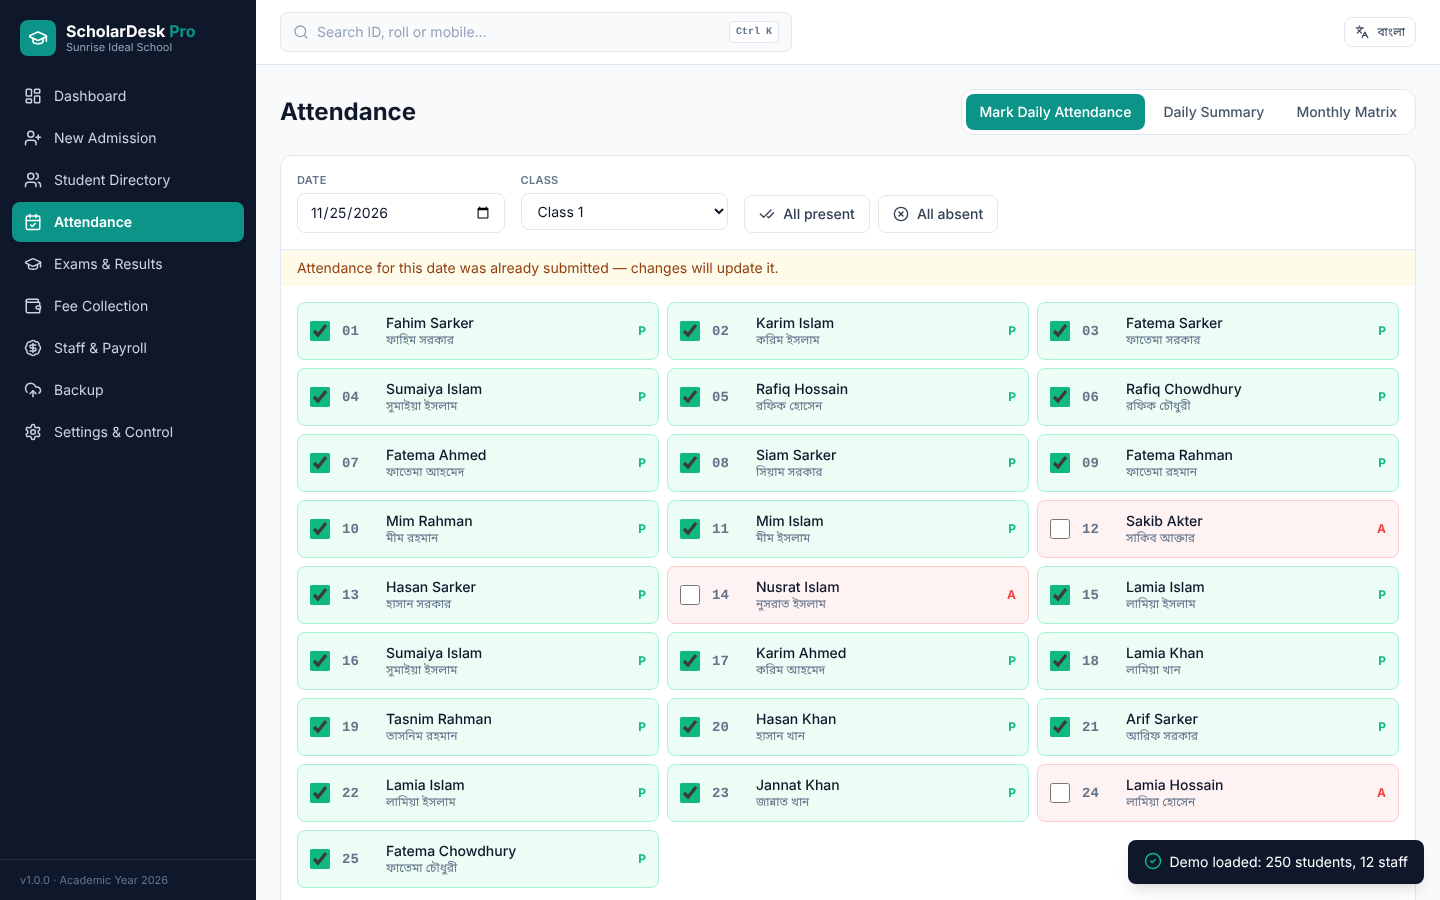 ScholarDesk Pro
Sunrise Ideal School
Dashboard
New Admission
Student Directory
Attendance
Exams & Results
Fee Collection
Staff & Payroll
Backup
Settings & Control
v1.0.0 · Academic Year 2026
Search ID, roll or mobile...
Ctrl K
বাংলা
Attendance
Mark Daily Attendance
Daily Summary
Monthly Matrix
DATE
11/25/2026
CLASS
Class 1
All present
All absent
Attendance for this date was already submitted — changes will update it.
01 Fahim Sarker P
ফাহিম সরকার
02 Karim Islam P
করিম ইসলাম
03 Fatema Sarker P
ফাতেমা সরকার
04 Sumaiya Islam P
সুমাইয়া ইসলাম
05 Rafiq Hossain P
রফিক হোসেন
06 Rafiq Chowdhury P
রফিক চৌধুরী
07 Fatema Ahmed P
ফাতেমা আহমেদ
08 Siam Sarker P
সিয়াম সরকার
09 Fatema Rahman P
ফাতেমা রহমান
10 Mim Rahman P
মীম রহমান
11 Mim Islam P
মীম ইসলাম
12 Sakib Akter A
সাকিব আক্তার
13 Hasan Sarker P
হাসান সরকার
14 Nusrat Islam A
নুসরাত ইসলাম
15 Lamia Islam P
লামিয়া ইসলাম
16 Sumaiya Islam P
সুমাইয়া ইসলাম
17 Karim Ahmed P
করিম আহমেদ
18 Lamia Khan P
লামিয়া খান
19 Tasnim Rahman P
তাসনিম রহমান
20 Hasan Khan P
হাসান খান
21 Arif Sarker P
আরিফ সরকার
22 Lamia Islam P
লামিয়া ইসলাম
23 Jannat Khan P
জান্নাত খান
24 Lamia Hossain A
লামিয়া হোসেন
25 Fatema Chowdhury P
ফাতেমা চৌধুরী
Demo loaded: 250 students, 12 staff